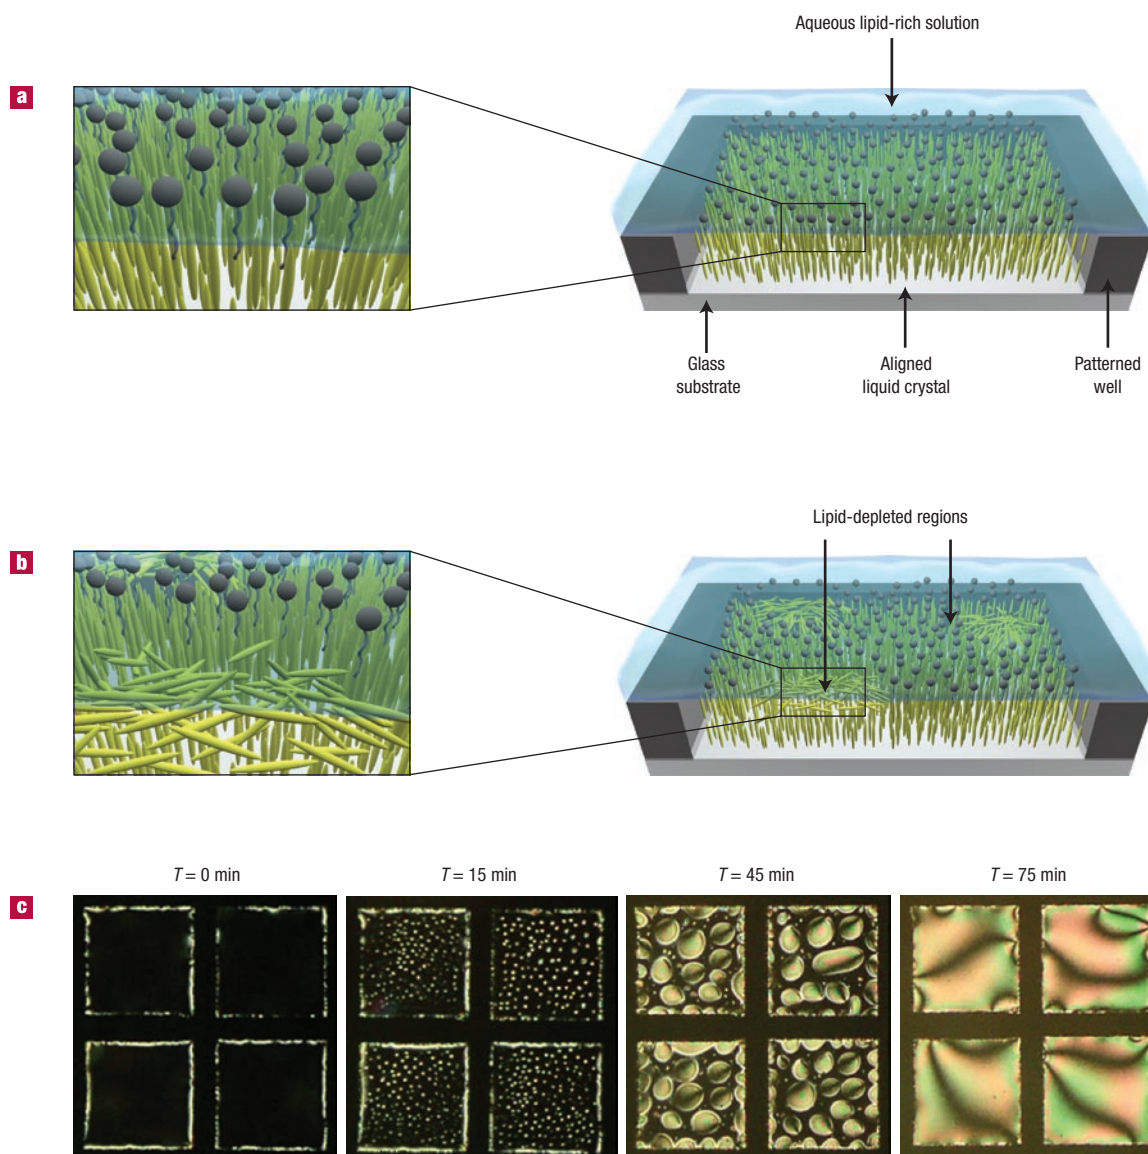 Aqueous lipid-rich solution
a
Glass
substrate
Aligned
liquid crystal
Patterned
well
Lipid-depleted regions
b
T = 0 min
T = 15 min
T = 45 min
T = 75 min
c